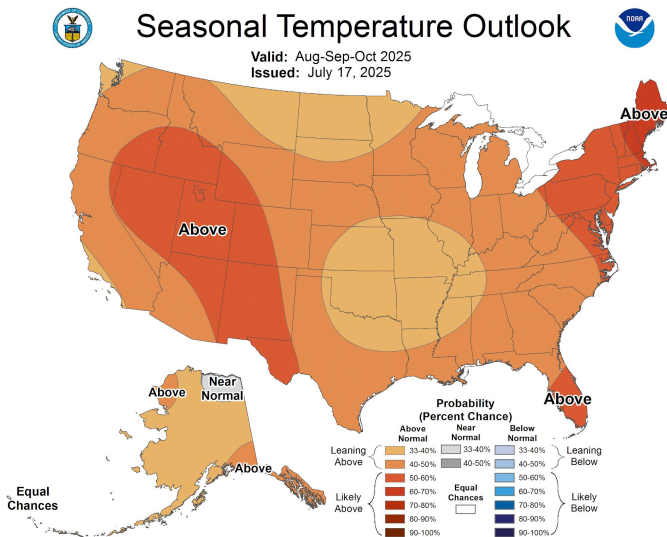 Seasonal Temperature Outlook
NOAA
Valid: Aug-Sep-Oct 2025
Issued: July 17, 2025
Above
Above
Above
Above
Near
Normal
Above
Equal
Chances
Probability
(Percent Chance)
Above
Normal
Near
Normal
Below
Normal
Leaning
Above
33-40%
40-50%
Likely
Above
50-60%
60-70%
70-80%
80-90%
90-100%
33-40%
40-50%
Equal
Chances
33-40%
40-50%
Leaning
Below
50-60%
60-70%
70-80%
80-90%
90-100%
Likely
Below